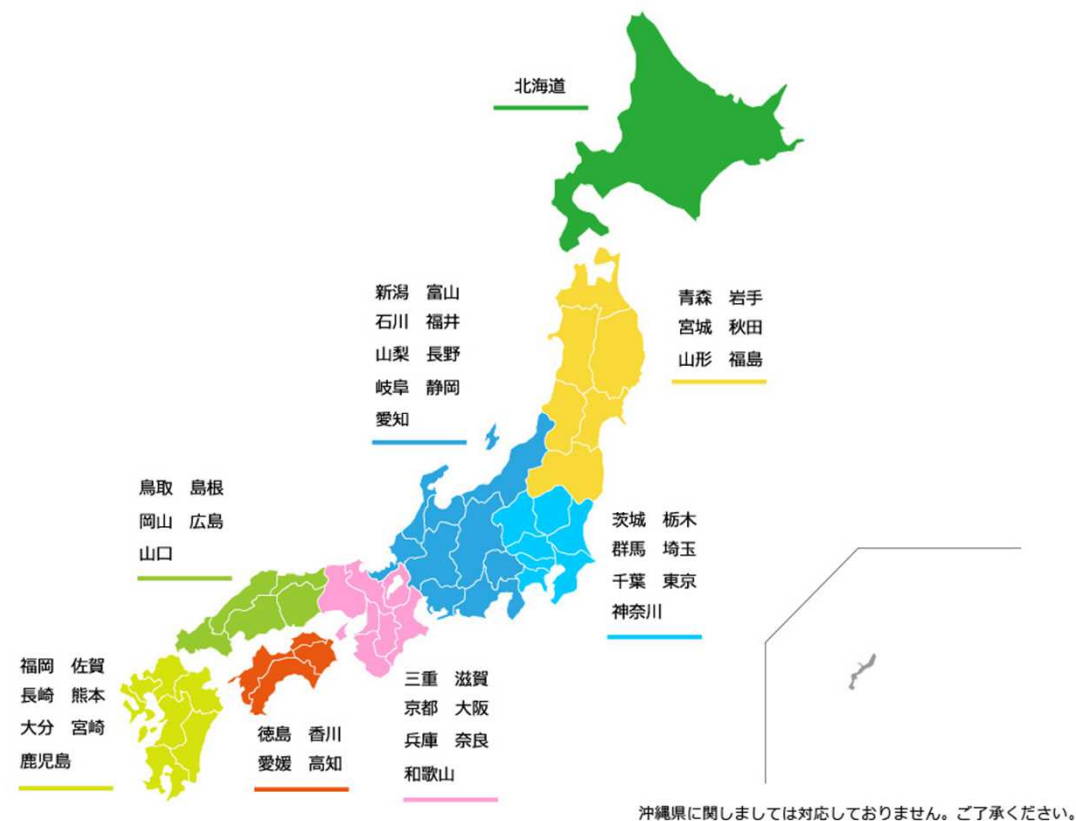 北海道
新潟　富山
石川　福井
山梨　長野
岐阜　静岡
愛知
青森　岩手
宮城　秋田
山形　福島
鳥取　島根
岡山　広島
山口
茨城　栃木
群馬　埼玉
千葉　東京
神奈川
福岡　佐賀
長崎　熊本
大分　宮崎
鹿児島
徳島　香川
愛媛　高知
三重　滋賀
京都　大阪
兵庫　奈良
和歌山
沖縄県に関しましては対応しておりません。ご了承ください。